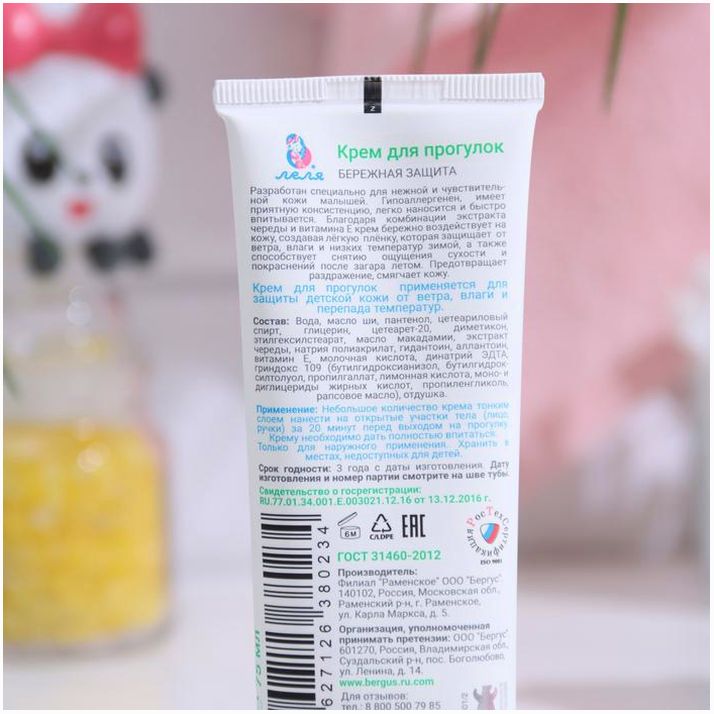 N
леля
Крем для прогулок
БЕРЕЖНАЯ ЗАЩИТА
Разработан специально для нежной и чувствитель-
ной кожи малышей. Гипоаллергенен, имеет
приятную консистенцию, легко наносится и быстро
впитывается. Благодаря комбинации экстракта
череды и витамина Е крем бережно воздействует на
кожу, создавая лёгкую плёнку, которая защищает от
ветра, влаги и низких температур зимой, а также
способствует снятию ощущения сухости и
покраснений после загара летом. Предотвращает
раздражение, смягчает кожу.
Крем для прогулок применяется для
защиты детской кожи от ветра, влаги и
перепада температур.
Состав: Вода, масло ши, пантенол, цетеариловый
спирт, глицерин, цетеарет-20, диметикон,
этилгексилстеарат, масло макадамии, экстракт
череды, натрия полиакрилат, гидантоин, аллантоин,
витамин Е, молочная кислота, динатрий ЭДТА,
гриндокс 109 (бутилгидроксианизол, бутилгидрок-
ситолуол, пропилгаллат, лимонная кислота, моно- и
диглицериды жирных кислот, пропиленгликоль,
рапсовое масло), отдушка.
Применение: Небольшое количество крема тонким
слоем нанести на открытые участки тела (лицо,
ручки) за 20 минут перед выходом на прогулку.
Крему необходимо дать полностью впитаться.
Только для наружного применения. Хранить в
местах, недоступных для детей.
Срок годности: 3 года с даты изготовления. Дату
изготовления и номер партии смотрите на шве тубы.
Свидетельство о госрегистрации:
RU.77.01.34.001.E.003021.12.16 от 13.12.2016 г.
6М
4
C/LDPE
EAC
РосТехСертификация
ISO 9001
ГОСТ 31460-2012
Производитель:
Филиал "Раменское" ООО "Бергус"
140102, Россия, Московская обл.,
Раменский р-н, г. Раменское,
ул. Карла Маркса, д. 5.
Организация, уполномоченная
принимать претензии: ООО "Бергус"
601270, Россия, Владимирская обл.,
Суздальский р-н, пос. Боголюбово,
ул. Ленина, д. 14.
www.bergus-ru.com
Для отзывов:
тел.: 8 800 500 79 85
627126 380234
75 МЛ